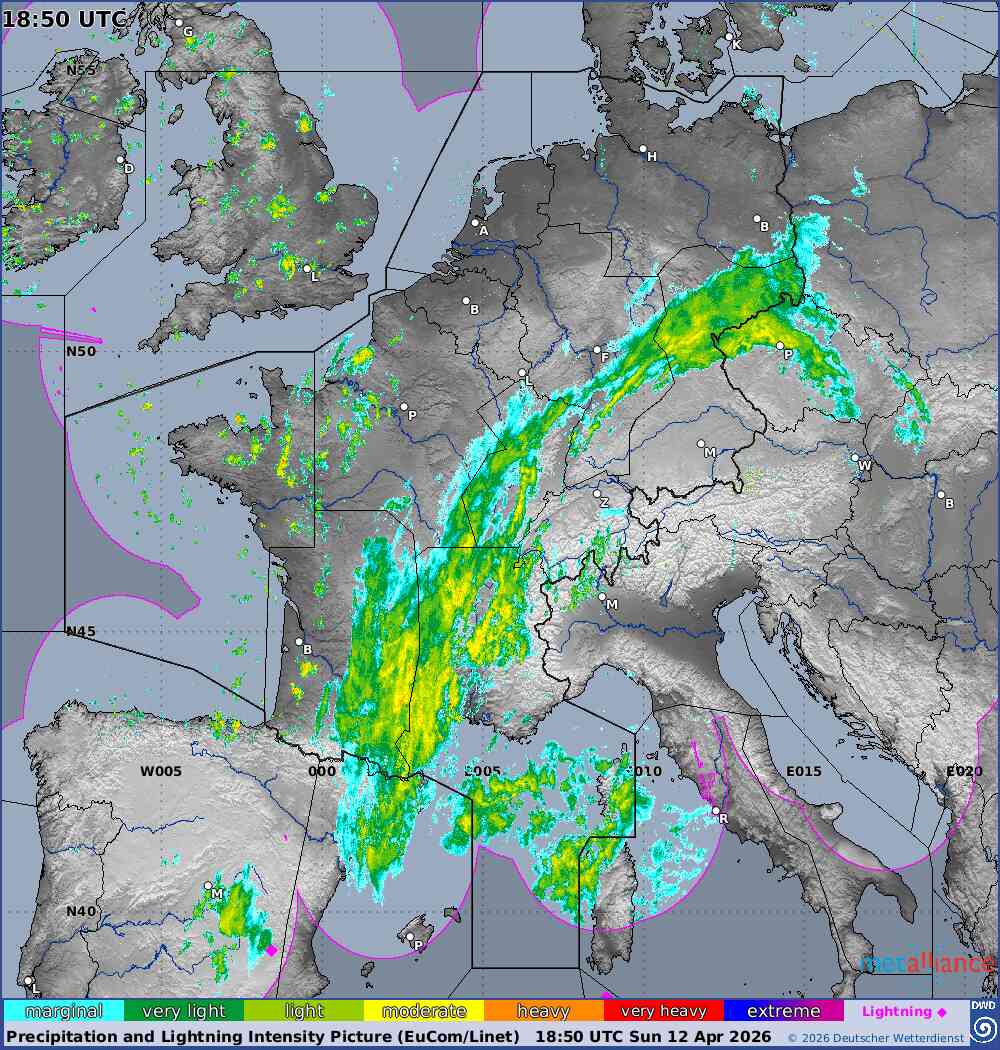 18:50 UTC
G
K
N55
D
H
A
B
L
B
N50
F
P
L
P
M
W
Z
B
M
N45
B
W005
000
005
010
E015
E020
R
M
N40
P
L
metalliance
marginal very light light moderate heavy very heavy extreme Lightning ◆ DWD
Precipitation and Lightning Intensity Picture (EuCom/Linet) 18:50 UTC Sun 12 Apr 2026 © 2026 Deutscher Wetterdienst